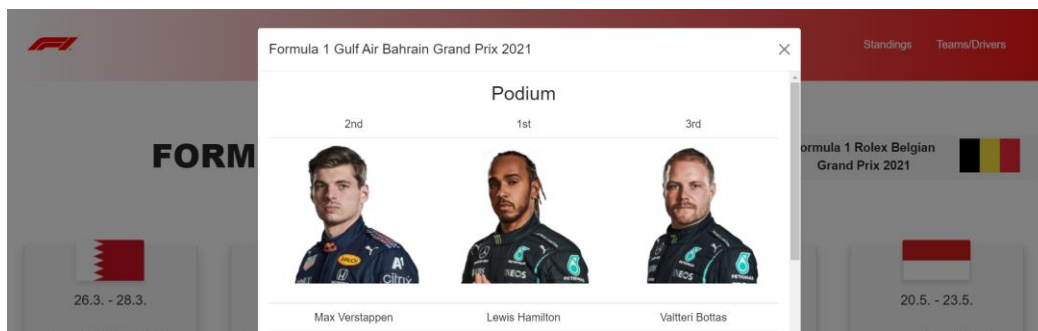 Formula 1 Gulf Air Bahrain Grand Prix 2021
Standings Teams/Drivers
Podium
2nd 1st 3rd
FORM
ormula 1 Rolex Belgian
Grand Prix 2021
26.3. - 28.3.
20.5. - 23.5.
Max Verstappen Lewis Hamilton Valtteri Bottas